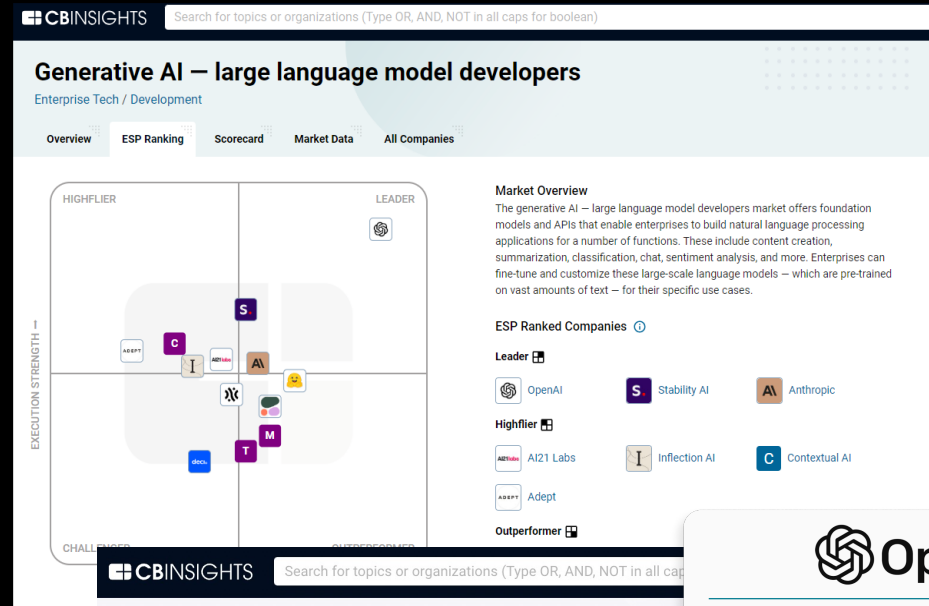 CBINSIGHTS
Search for topics or organizations (Type OR, AND, NOT in all caps for boolean)
Generative AI — large language model developers
Enterprise Tech / Development
Overview
ESP Ranking
Scorecard
Market Data
All Companies
HIGHFLIER
LEADER
S.
C
ADEPT
I
AI21labs
A\
M
T
deci.
EXECUTION STRENGTH →
CHALLENGER
OUTPERFORMER
Market Overview
The generative AI — large language model developers market offers foundation
models and APIs that enable enterprises to build natural language processing
applications for a number of functions. These include content creation,
summarization, classification, chat, sentiment analysis, and more. Enterprises can
fine-tune and customize these large-scale language models — which are pre-trained
on vast amounts of text — for their specific use cases.
ESP Ranked Companies
Leader
OpenAI
S. Stability AI
A\ Anthropic
Highflier
AI21labs AI21 Labs
I Inflection AI
C Contextual AI
ADEPT Adept
Outperformer
CBINSIGHTS
Search for topics or organizations (Type OR, AND, NOT in all cap
Op